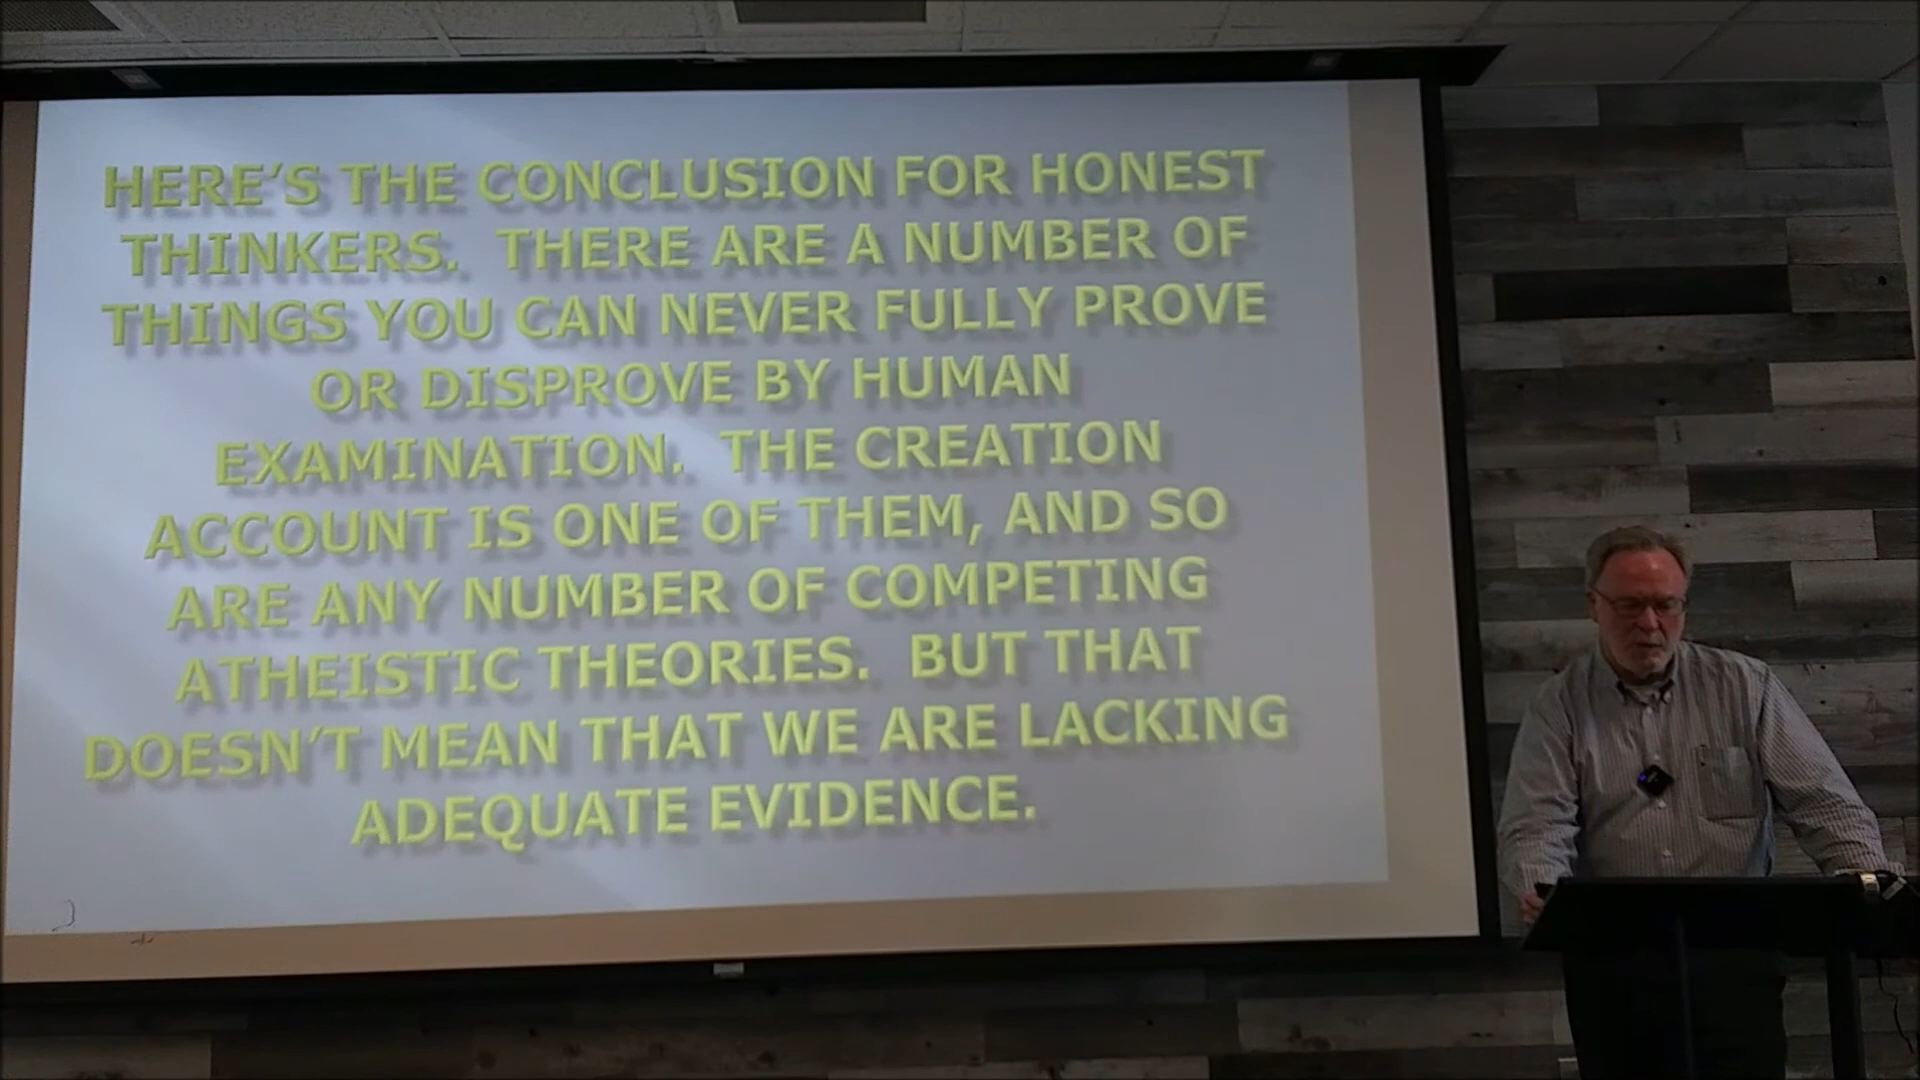 HERE'S THE CONCLUSION FOR HONEST
THINKERS. THERE ARE A NUMBER OF
THINGS YOU CAN NEVER FULLY PROVE
OR DISPROVE BY HUMAN
EXAMINATION. THE CREATION
ACCOUNT IS ONE OF THEM, AND SO
ARE ANY NUMBER OF COMPETING
ATHEISTIC THEORIES. BUT THAT
DOESN'T MEAN THAT WE ARE LACKING
ADEQUATE EVIDENCE.